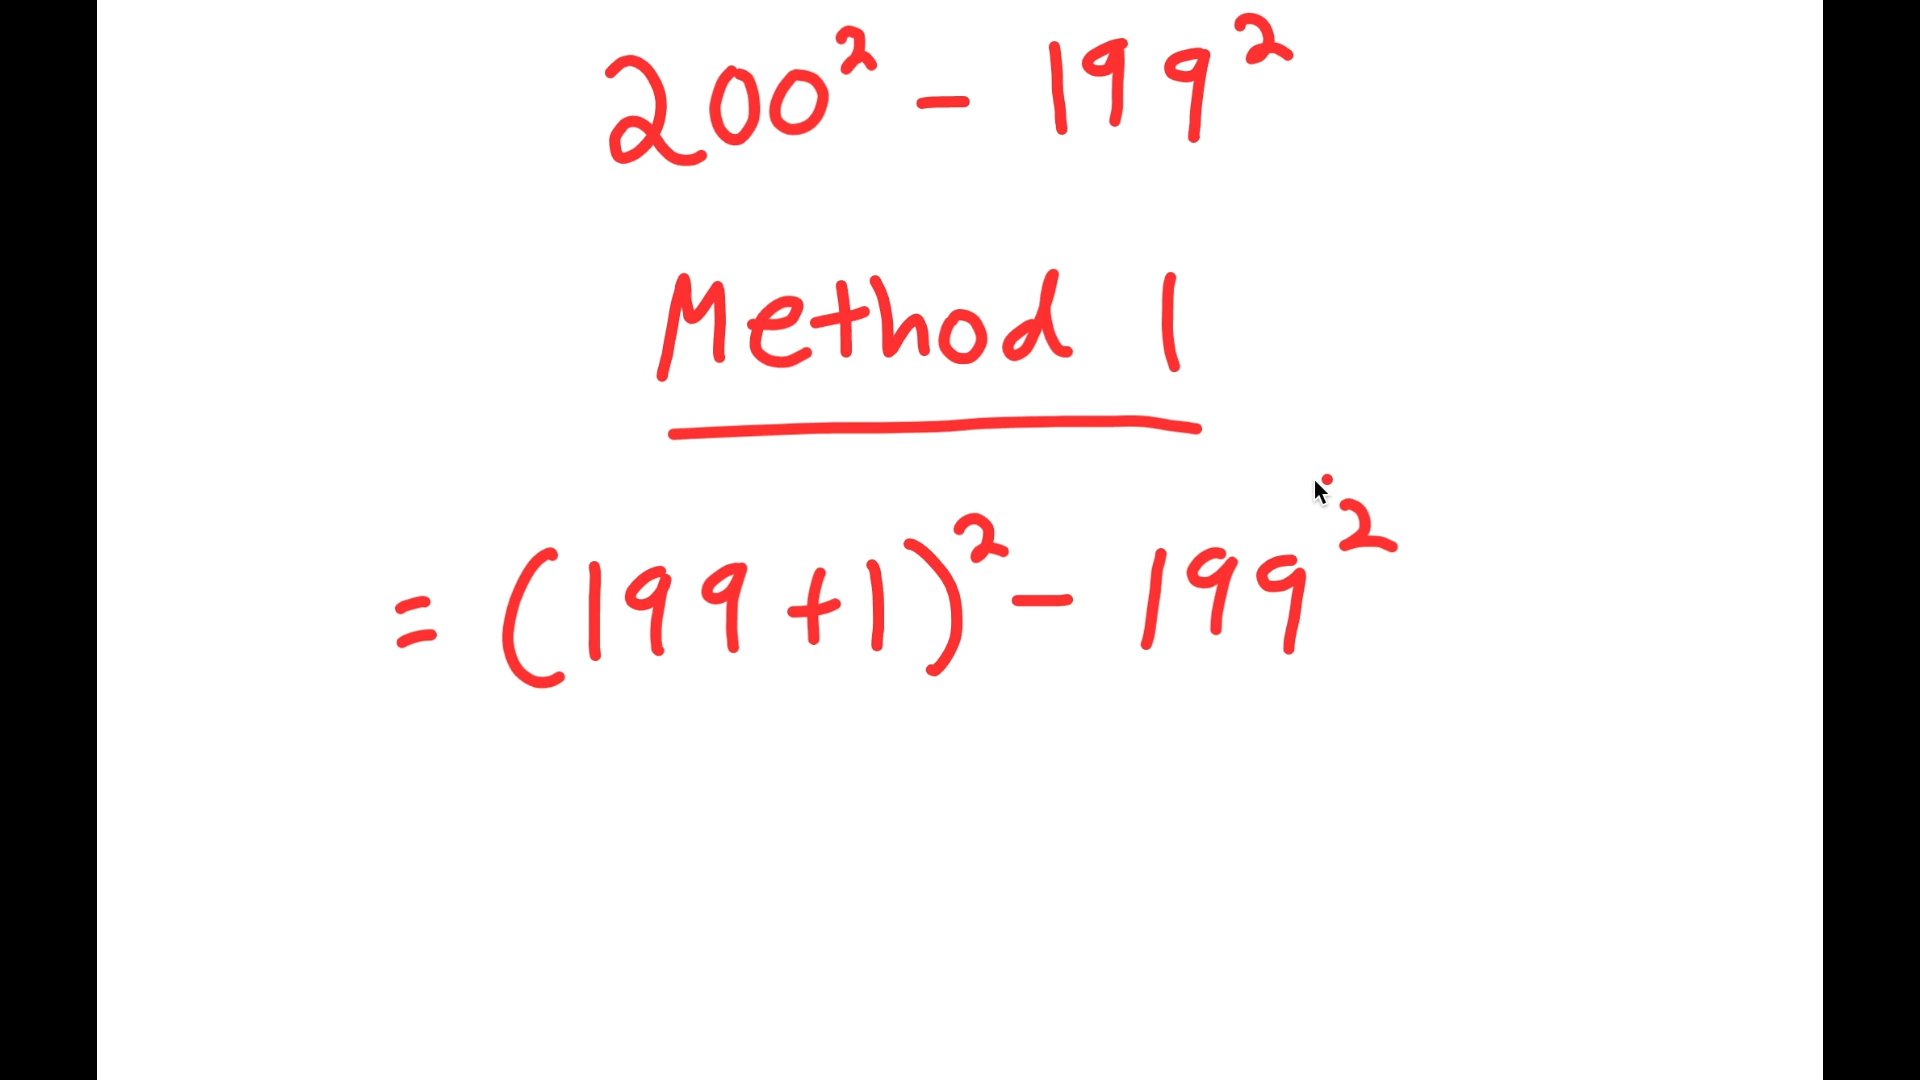 200² - 199²
Method 1
= (199+1)² - 199²